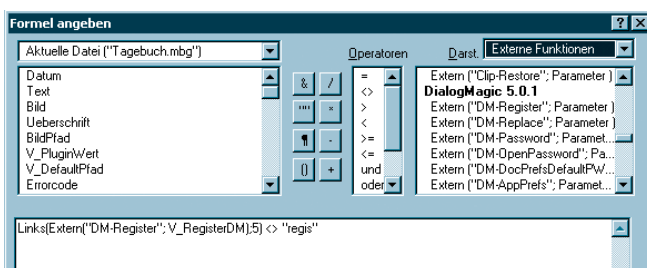 Formel angeben
Aktuelle Datei ("Tagebuch.mbg")
Operatoren
Darst. Externe Funktionen
Datum
Text
Bild
Ueberschrift
BildPfad
V_PluginWert
V_DefaultPfad
Errorcode
& /
"" *
¶ -
() +
=
<>
>
<
>=
<=
und
oder
Extern ("Clip-Restore"; Parameter )
DialogMagic 5.0.1
Extern ("DM-Register"; Parameter )
Extern ("DM-Replace"; Parameter )
Extern ("DM-Password"; Paramet...
Extern ("DM-OpenPassword"; Pa...
Extern ("DM-DocPrefsDefaultPW...
Extern ("DM-AppPrefs"; Paramet...
Links(Extern("DM-Register"; V_RegisterDM);5) <> "regis"